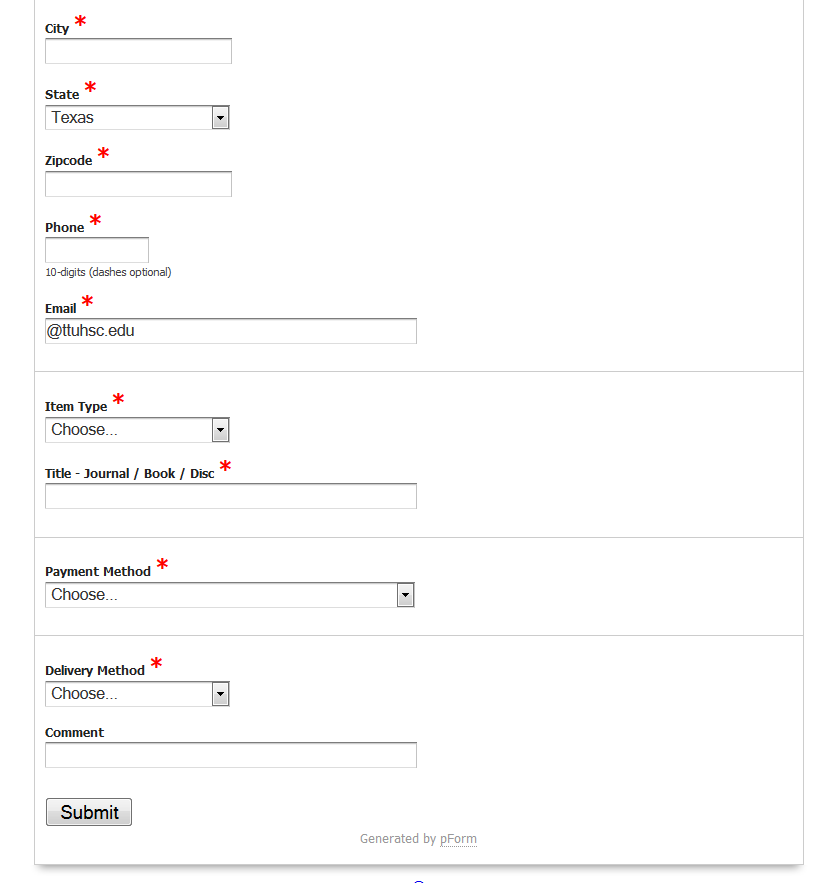 City *
State *
Texas
Zipcode *
Phone *
10-digits (dashes optional)
Email *
@ttuhsc.edu
Item Type *
Choose...
Title - Journal / Book / Disc *
Payment Method *
Choose...
Delivery Method *
Choose...
Comment
Submit
Generated by pForm